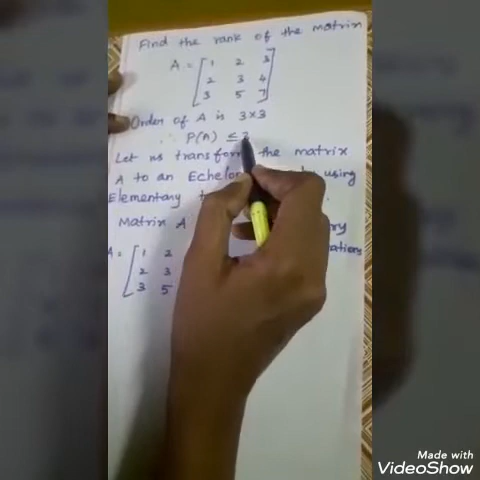 Find the rank of the matrix
A = [ 1 2 3
2 3 4
3 5 7 ]
Order of A is 3×3
∴ P(A) ≤
Let us transform the matrix
A to an Echelon by using
Elementary
Matrix A
A = [ 1 2
2 3
3 5
Made with
VideoShow